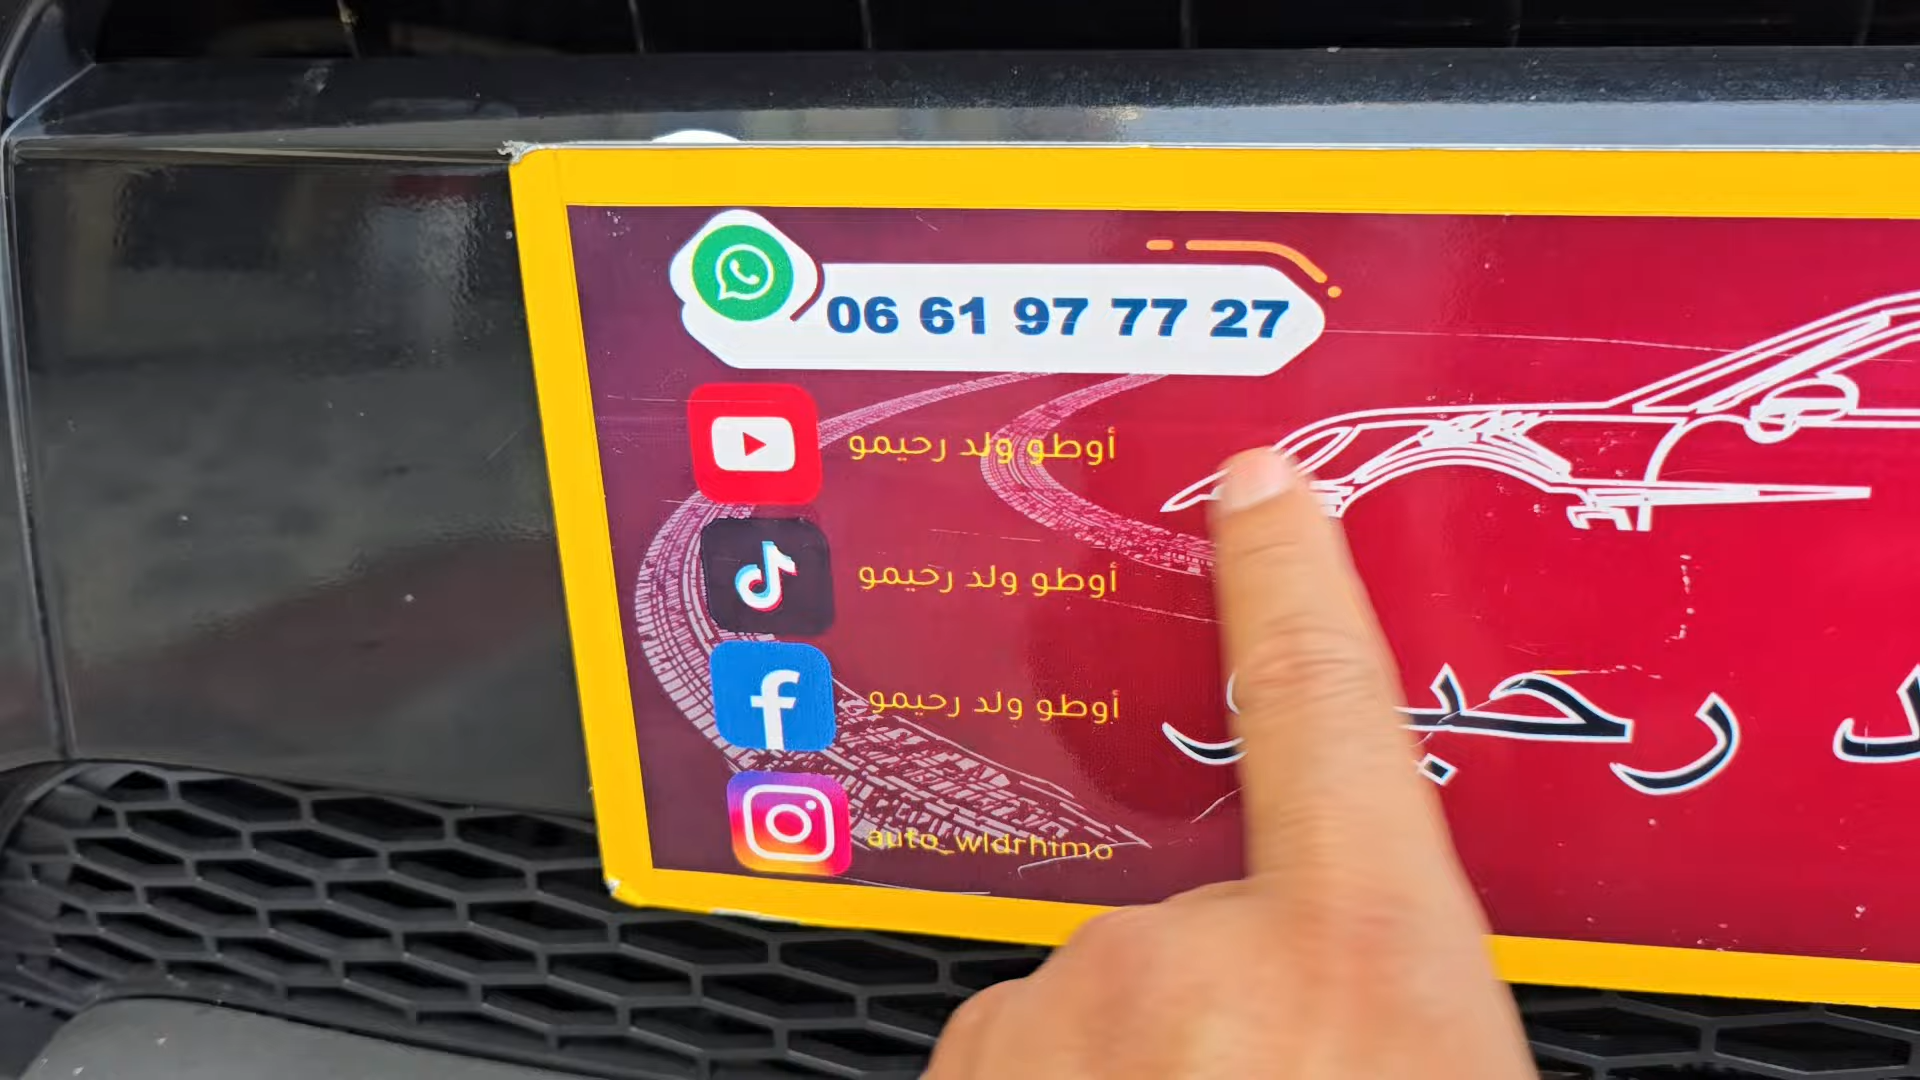 06 61 97 77 27
أوطو ولد رحيمو
أوطو ولد رحيمو
أوطو ولد رحيمو
auto_wldrhimo